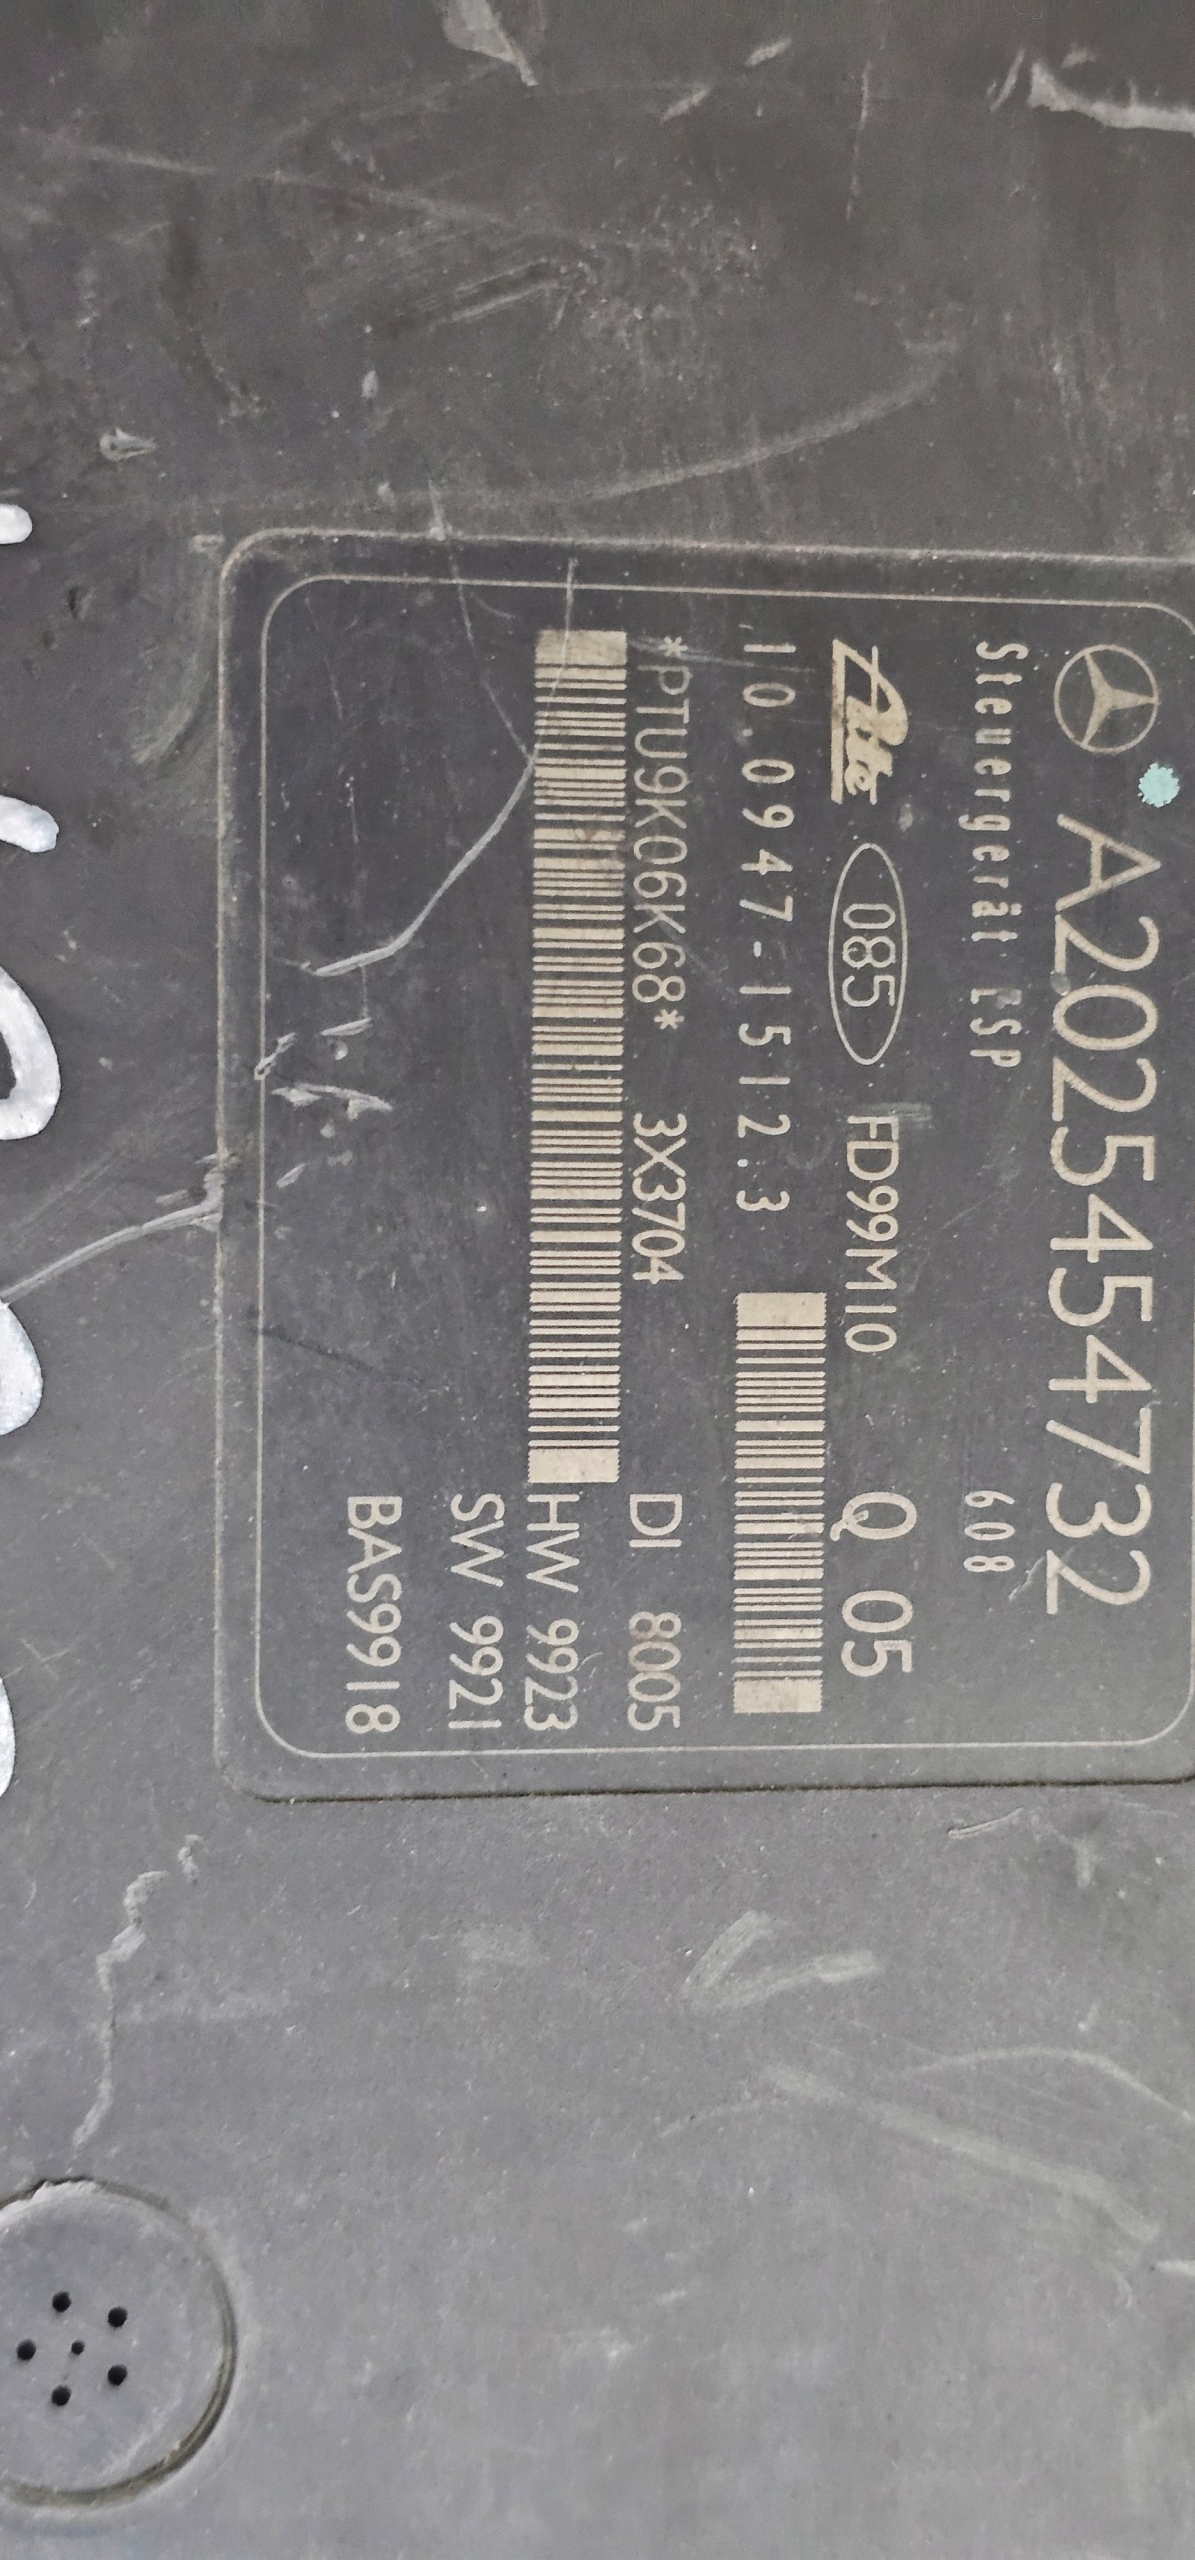 A2025454732
Steuergerät ESP 608
Ate 085 FD99M10 Q 05
10.0947-1512.3
*PTU9K06K68* 3X3704 DI 8005
HW 9923
SW 9921
BAS9918